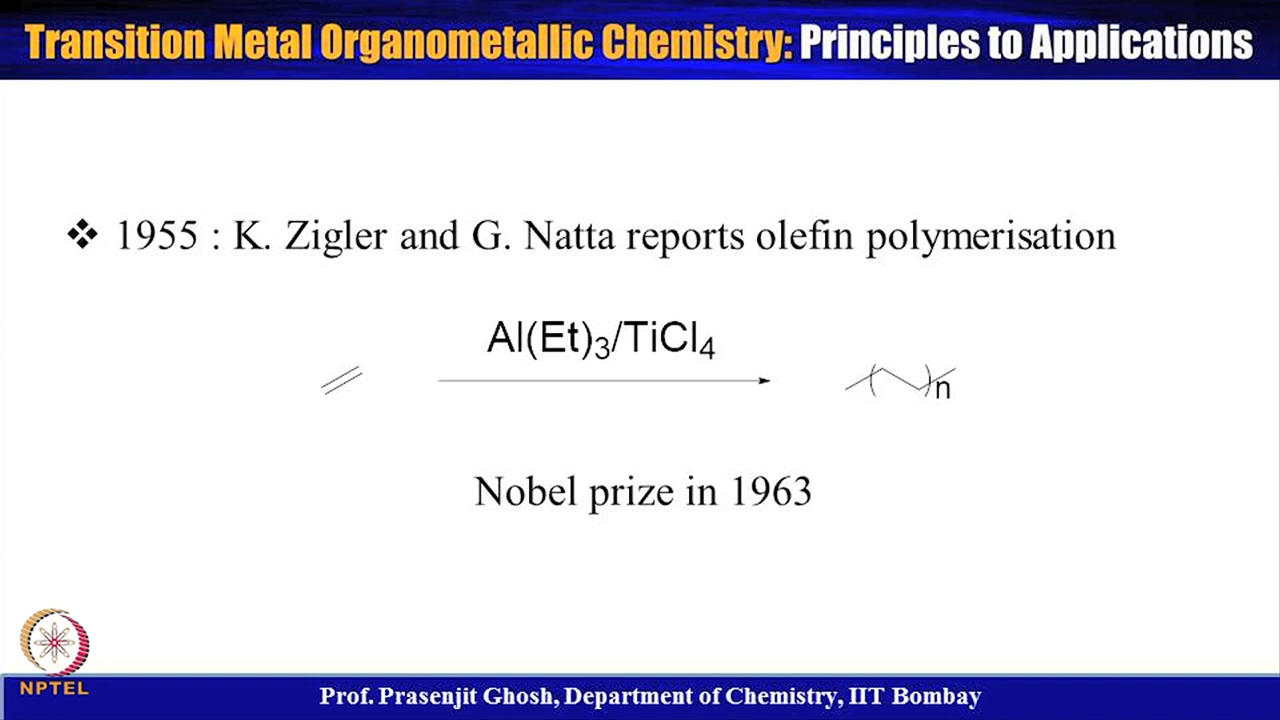 Transition Metal Organometallic Chemistry: Principles to Applications
❖ 1955 : K. Zigler and G. Natta reports olefin polymerisation
Al(Et)₃/TiCl₄
( )n
Nobel prize in 1963
NPTEL
Prof. Prasenjit Ghosh, Department of Chemistry, IIT Bombay